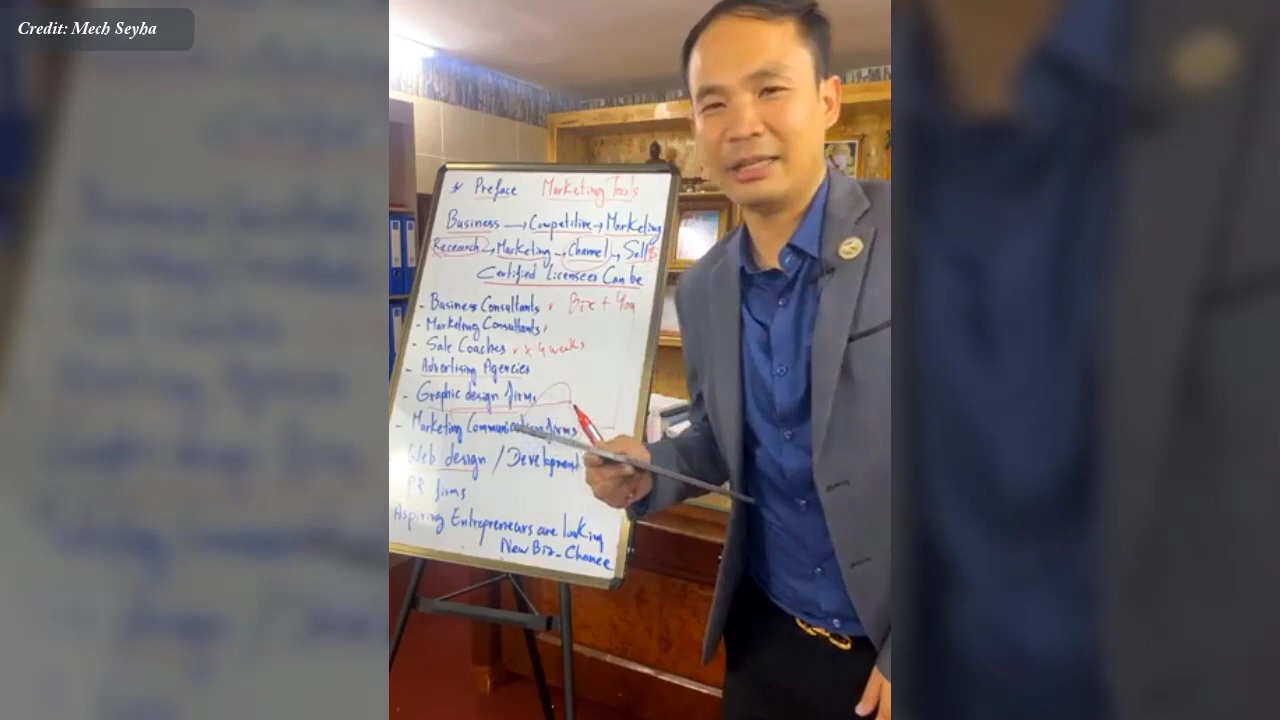 Credit: Mech Seyha
Preface Marketing Tools
Business → Competitive → Marketing
Research → Marketing → Channel → Sell $
Certified Licensees Can be
- Business Consultants Biz + You
- Marketing Consultants
- Sale Coaches x 4 weeks
- Advertising Agencies
- Graphic design firms
- Marketing Communication firms
Web design / Development
PR firms
Aspiring Entrepreneurs are looking
New Biz - Chance